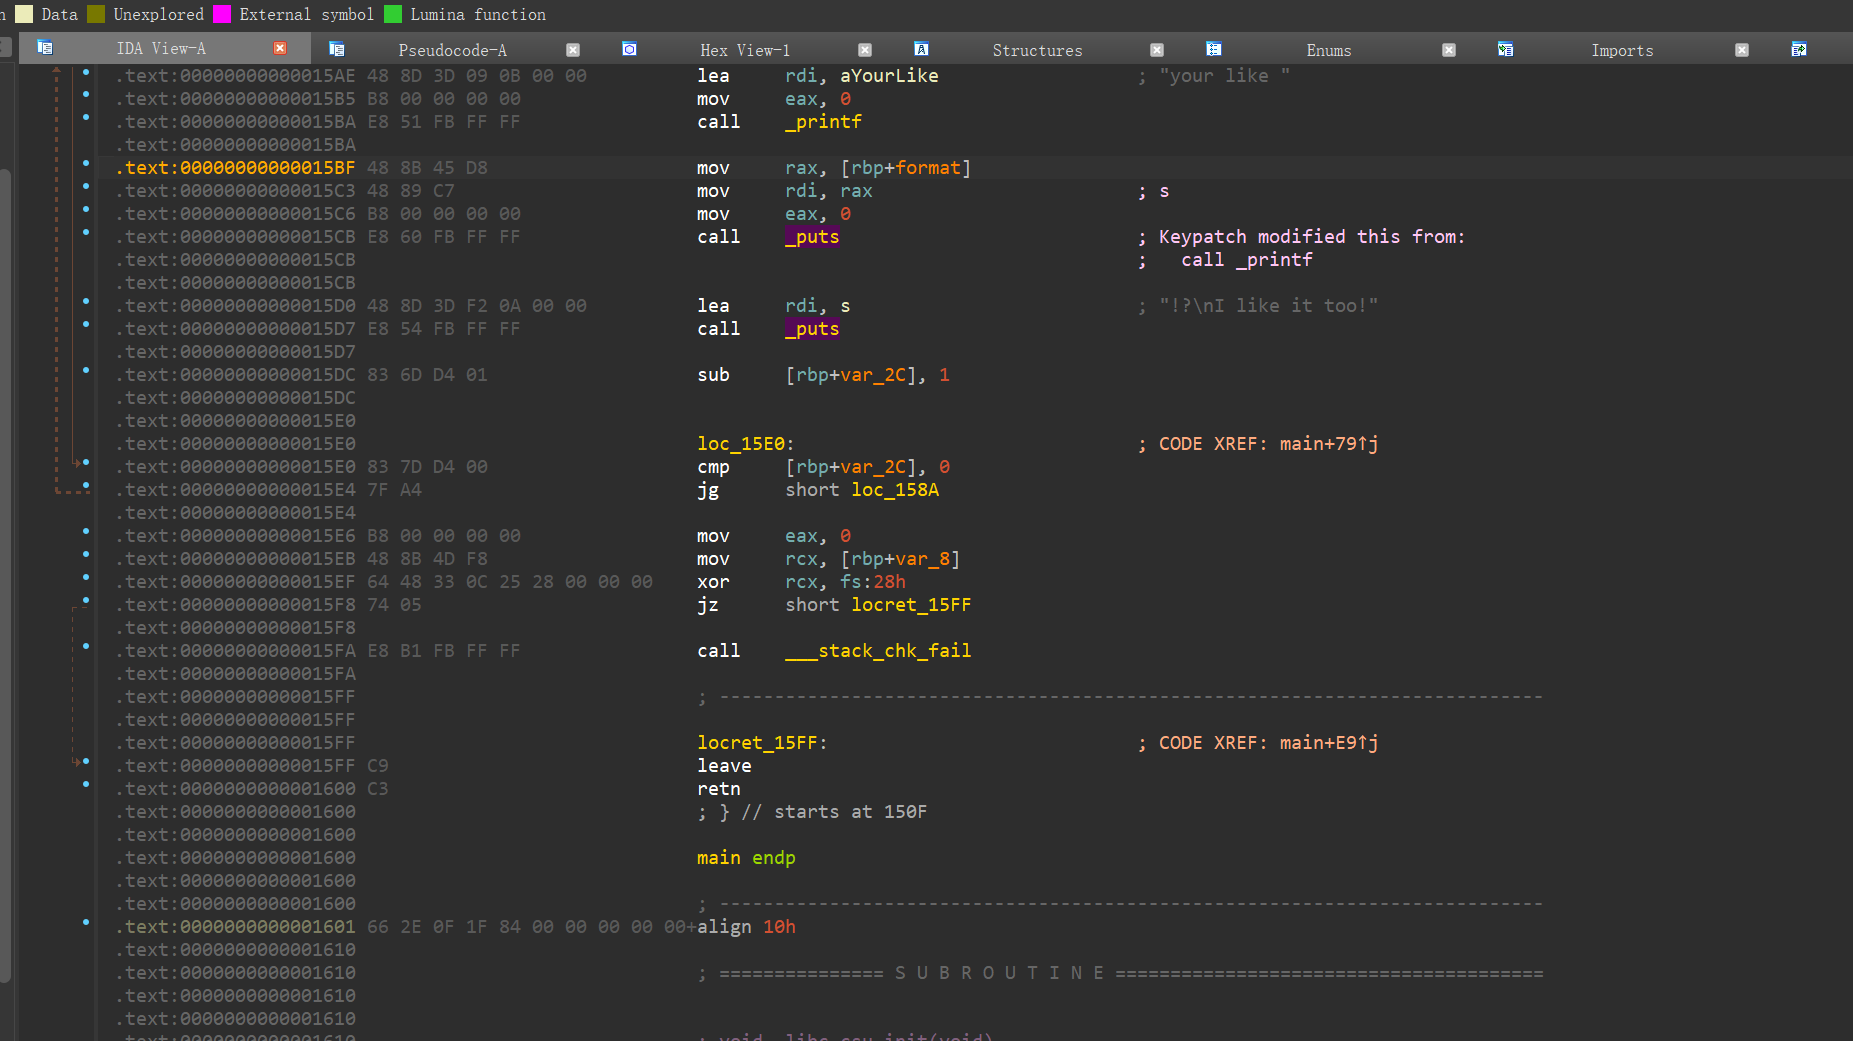 Data Unexplored External symbol Lumina function
IDA View-A Pseudocode-A Hex View-1 Structures Enums Imports
.text:00000000000015AE 48 8D 3D 09 0B 00 00 lea rdi, aYourLike ; "your like "
.text:00000000000015B5 B8 00 00 00 00 mov eax, 0
.text:00000000000015BA E8 51 FB FF FF call _printf
.text:00000000000015BA
.text:00000000000015BF 48 8B 45 D8 mov rax, [rbp+format]
.text:00000000000015C3 48 89 C7 mov rdi, rax ; s
.text:00000000000015C6 B8 00 00 00 00 mov eax, 0
.text:00000000000015CB E8 60 FB FF FF call _puts ; Keypatch modified this from:
.text:00000000000015CB ; call _printf
.text:00000000000015CB
.text:00000000000015D0 48 8D 3D F2 0A 00 00 lea rdi, s ; "!?\nI like it too!"
.text:00000000000015D7 E8 54 FB FF FF call _puts
.text:00000000000015D7
.text:00000000000015DC 83 6D D4 01 sub [rbp+var_2C], 1
.text:00000000000015DC
.text:00000000000015E0
.text:00000000000015E0 loc_15E0: ; CODE XREF: main+79↑j
.text:00000000000015E0 83 7D D4 00 cmp [rbp+var_2C], 0
.text:00000000000015E4 7F A4 jg short loc_158A
.text:00000000000015E4
.text:00000000000015E6 B8 00 00 00 00 mov eax, 0
.text:00000000000015EB 48 8B 4D F8 mov rcx, [rbp+var_8]
.text:00000000000015EF 64 48 33 0C 25 28 00 00 00 xor rcx, fs:28h
.text:00000000000015F8 74 05 jz short locret_15FF
.text:00000000000015F8
.text:00000000000015FA E8 B1 FB FF FF call ___stack_chk_fail
.text:00000000000015FA
.text:00000000000015FF ; ---------------------------------------------------------------------------
.text:00000000000015FF
.text:00000000000015FF locret_15FF: ; CODE XREF: main+E9↑j
.text:00000000000015FF C9 leave
.text:0000000000001600 C3 retn
.text:0000000000001600 ; } // starts at 150F
.text:0000000000001600
.text:0000000000001600 main endp
.text:0000000000001600
.text:0000000000001600 ; ---------------------------------------------------------------------------
.text:0000000000001601 66 2E 0F 1F 84 00 00 00 00 00+align 10h
.text:0000000000001610
.text:0000000000001610 ; =============== S U B R O U T I N E =======================================
.text:0000000000001610
.text:0000000000001610
.text:0000000000001610 ; void _libc_csu_init(void)